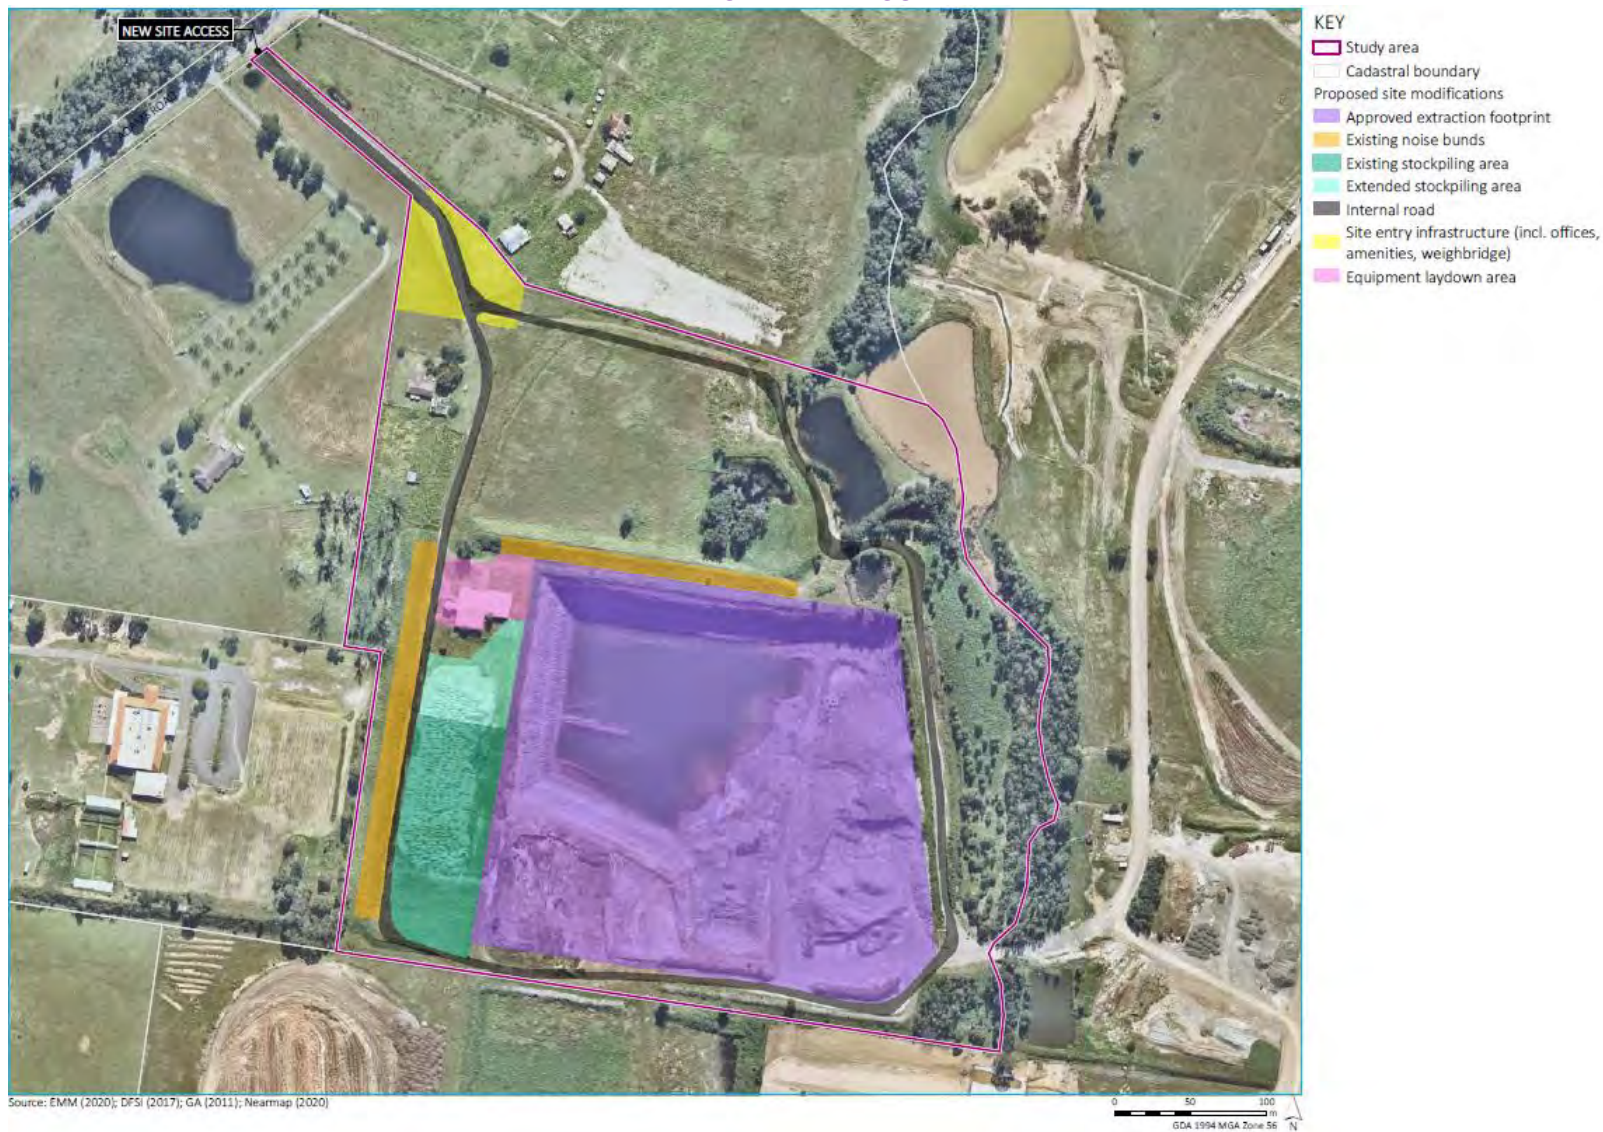 NEW SITE ACCESS
KEY
Study area
Cadastral boundary
Proposed site modifications
Approved extraction footprint
Existing noise bunds
Existing stockpiling area
Extended stockpiling area
Internal road
Site entry infrastructure (incl. offices,
amenities, weighbridge)
Equipment laydown area
Source: EMM (2020); DFSI (2017); GA (2011); Nearmap (2020)
0 50 100
m
GDA 1994 MGA Zone 56 N